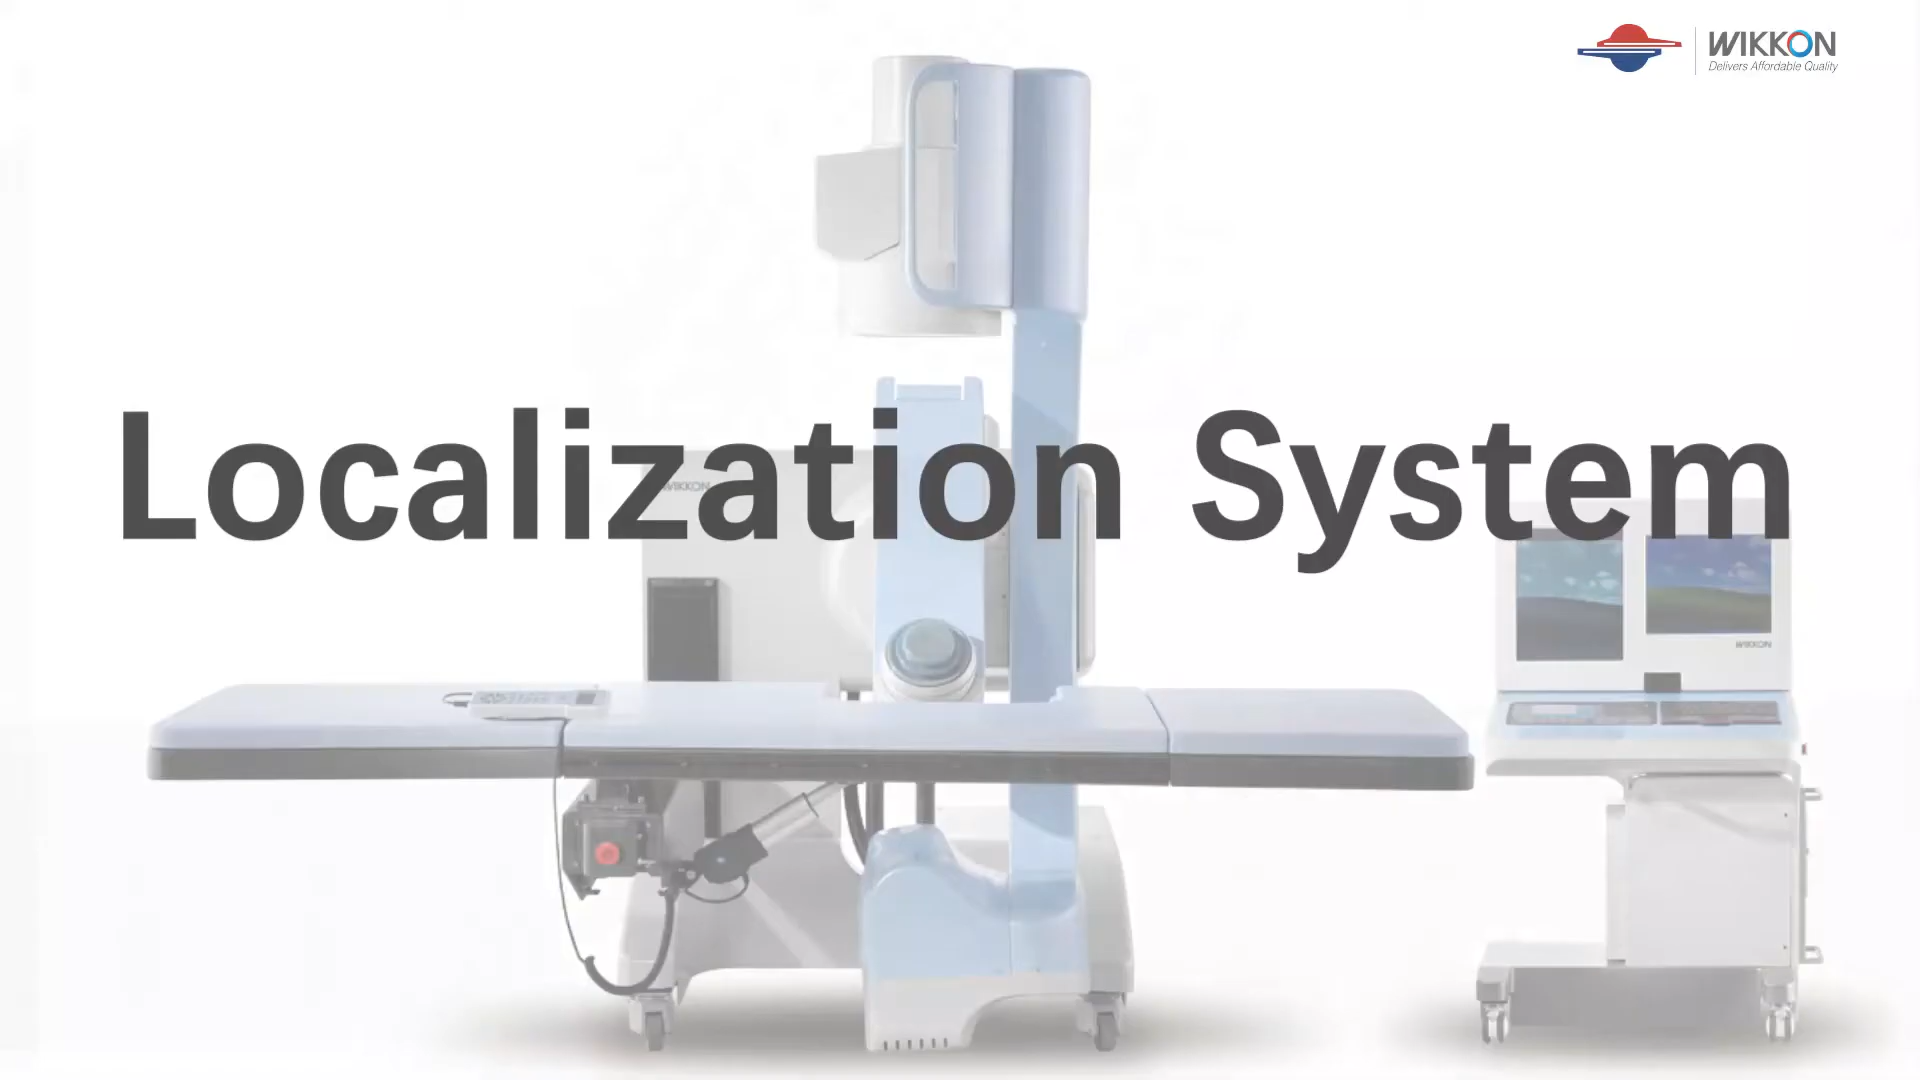 WIKKON
Delivers Affordable Quality
Localization System
WIKKON
WIKKON